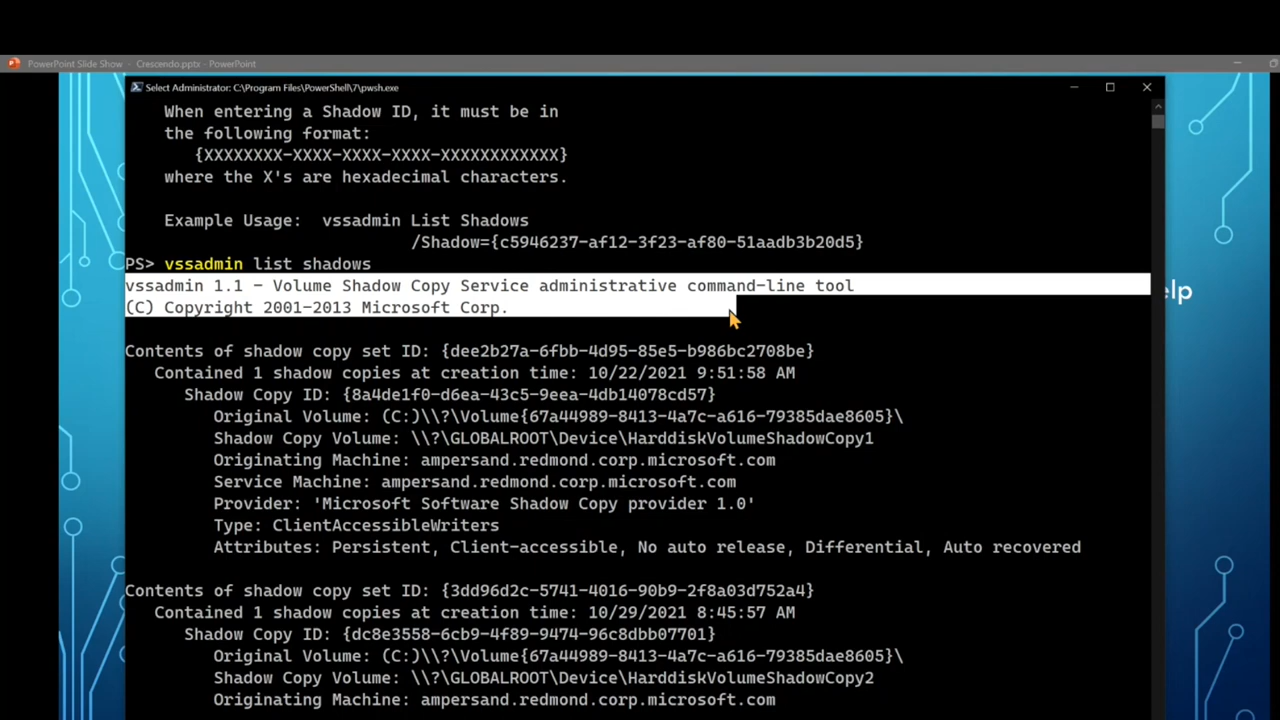 PowerPoint Slide Show - Crescendo.pptx - PowerPoint
Select Administrator: C:\Program Files\PowerShell\7\pwsh.exe
When entering a Shadow ID, it must be in
the following format:
{XXXXXXXX-XXXX-XXXX-XXXX-XXXXXXXXXXXX}
where the X's are hexadecimal characters.
Example Usage:  vssadmin List Shadows
/Shadow={c5946237-af12-3f23-af80-51aadb3b20d5}
PS> vssadmin list shadows
vssadmin 1.1 - Volume Shadow Copy Service administrative command-line tool
(C) Copyright 2001-2013 Microsoft Corp.
elp
Contents of shadow copy set ID: {dee2b27a-6fbb-4d95-85e5-b986bc2708be}
Contained 1 shadow copies at creation time: 10/22/2021 9:51:58 AM
Shadow Copy ID: {8a4de1f0-d6ea-43c5-9eea-4db14078cd57}
Original Volume: (C:)\\?\Volume{67a44989-8413-4a7c-a616-79385dae8605}\
Shadow Copy Volume: \\?\GLOBALROOT\Device\HarddiskVolumeShadowCopy1
Originating Machine: ampersand.redmond.corp.microsoft.com
Service Machine: ampersand.redmond.corp.microsoft.com
Provider: 'Microsoft Software Shadow Copy provider 1.0'
Type: ClientAccessibleWriters
Attributes: Persistent, Client-accessible, No auto release, Differential, Auto recovered
Contents of shadow copy set ID: {3dd96d2c-5741-4016-90b9-2f8a03d752a4}
Contained 1 shadow copies at creation time: 10/29/2021 8:45:57 AM
Shadow Copy ID: {dc8e3558-6cb9-4f89-9474-96c8dbb07701}
Original Volume: (C:)\\?\Volume{67a44989-8413-4a7c-a616-79385dae8605}\
Shadow Copy Volume: \\?\GLOBALROOT\Device\HarddiskVolumeShadowCopy2
Originating Machine: ampersand.redmond.corp.microsoft.com